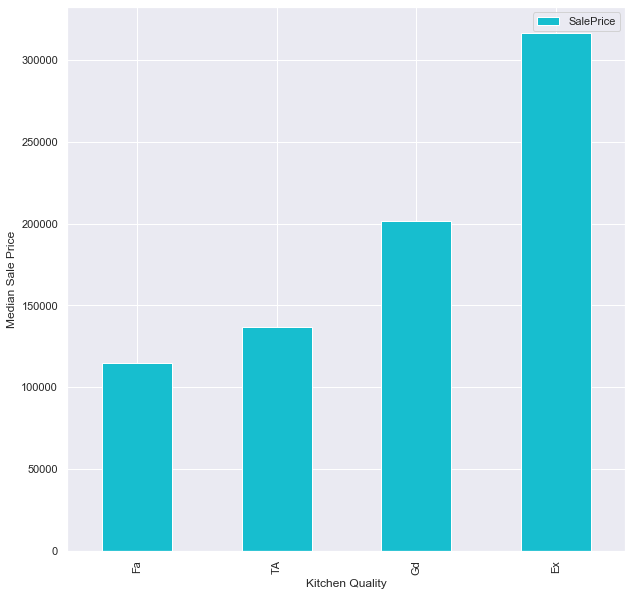 SalePrice
300000
250000
200000
150000
100000
50000
0
Median Sale Price
Fa
TA
Gd
Ex
Kitchen Quality